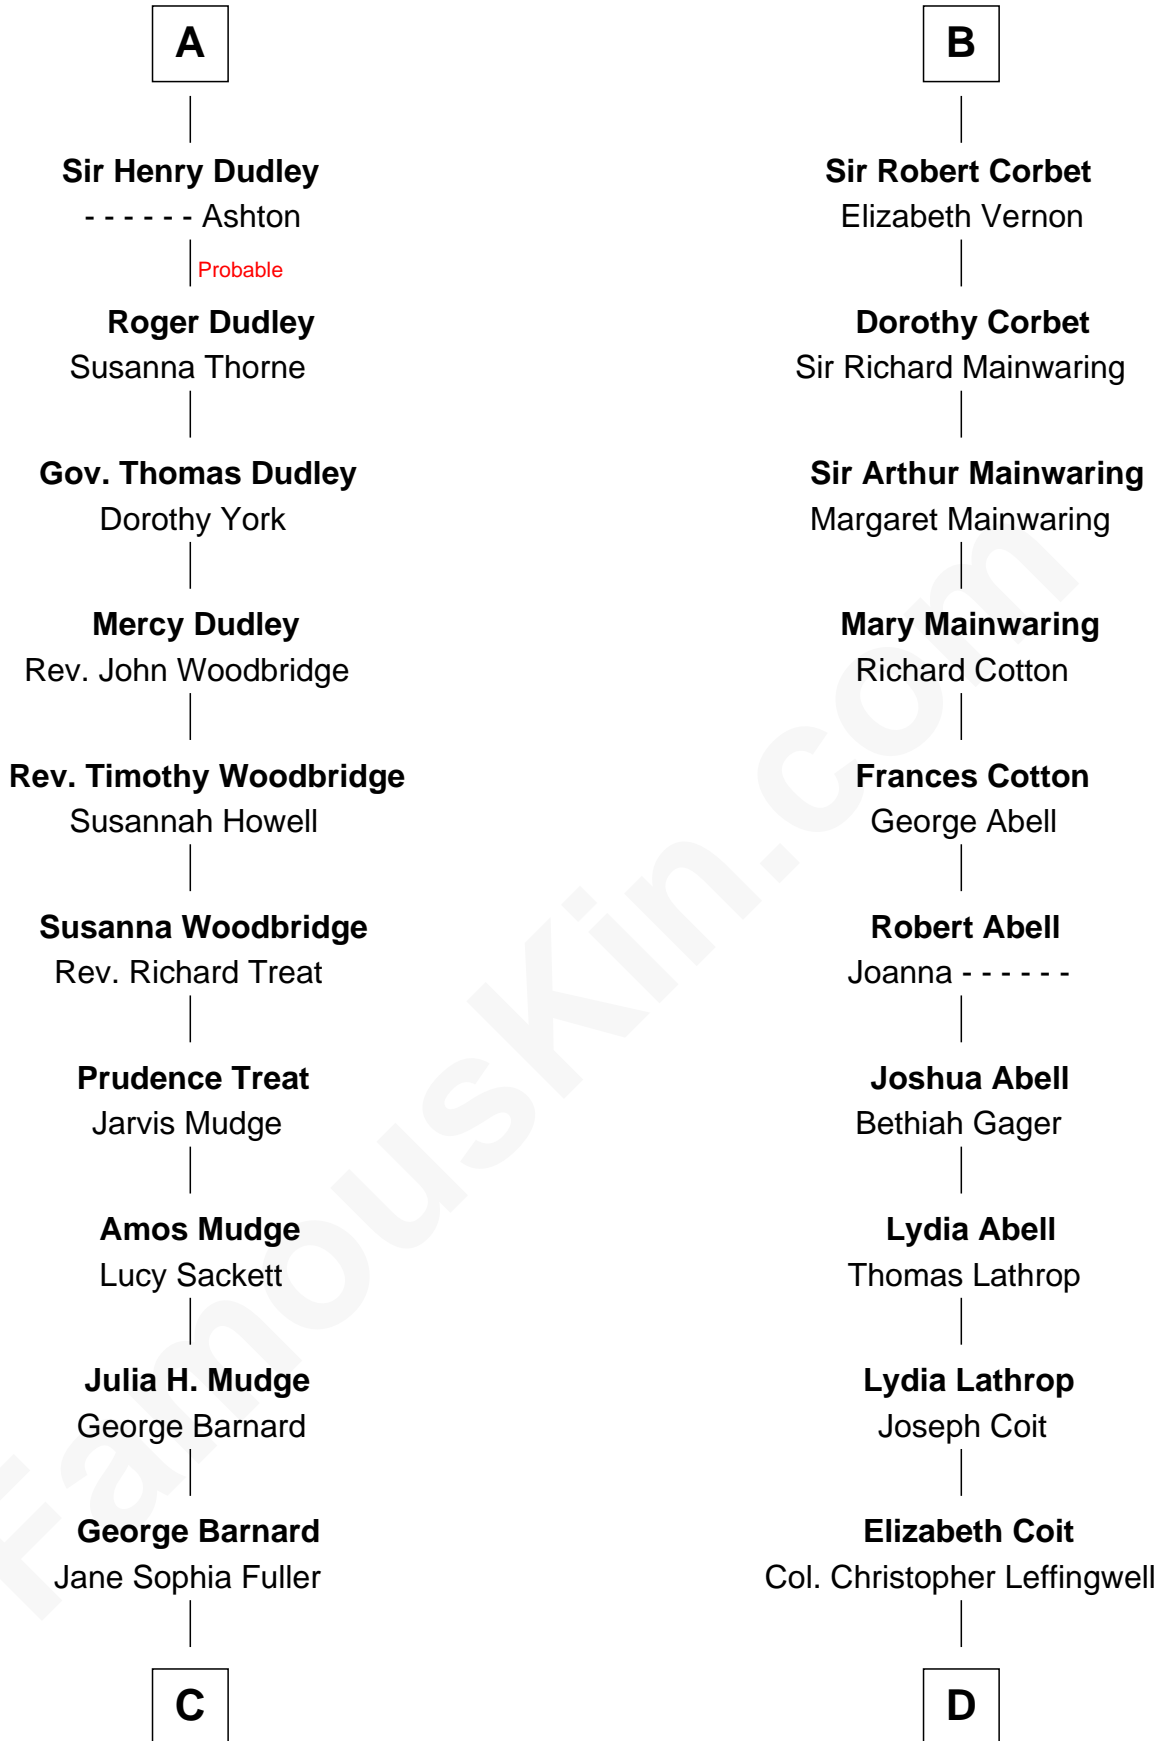 A
Sir Henry Dudley
- - - - - - Ashton
Probable
Roger Dudley
Susanna Thorne
Gov. Thomas Dudley
Dorothy York
Mercy Dudley
Rev. John Woodbridge
Rev. Timothy Woodbridge
Susannah Howell
Susanna Woodbridge
Rev. Richard Treat
Prudence Treat
Jarvis Mudge
Amos Mudge
Lucy Sackett
Julia H. Mudge
George Barnard
George Barnard
Jane Sophia Fuller
C
B
Sir Robert Corbet
Elizabeth Vernon
Dorothy Corbet
Sir Richard Mainwaring
Sir Arthur Mainwaring
Margaret Mainwaring
Mary Mainwaring
Richard Cotton
Frances Cotton
George Abell
Robert Abell
Joanna - - - - - -
Joshua Abell
Bethiah Gager
Lydia Abell
Thomas Lathrop
Lydia Lathrop
Joseph Coit
Elizabeth Coit
Col. Christopher Leffingwell
D
FamousKin.com